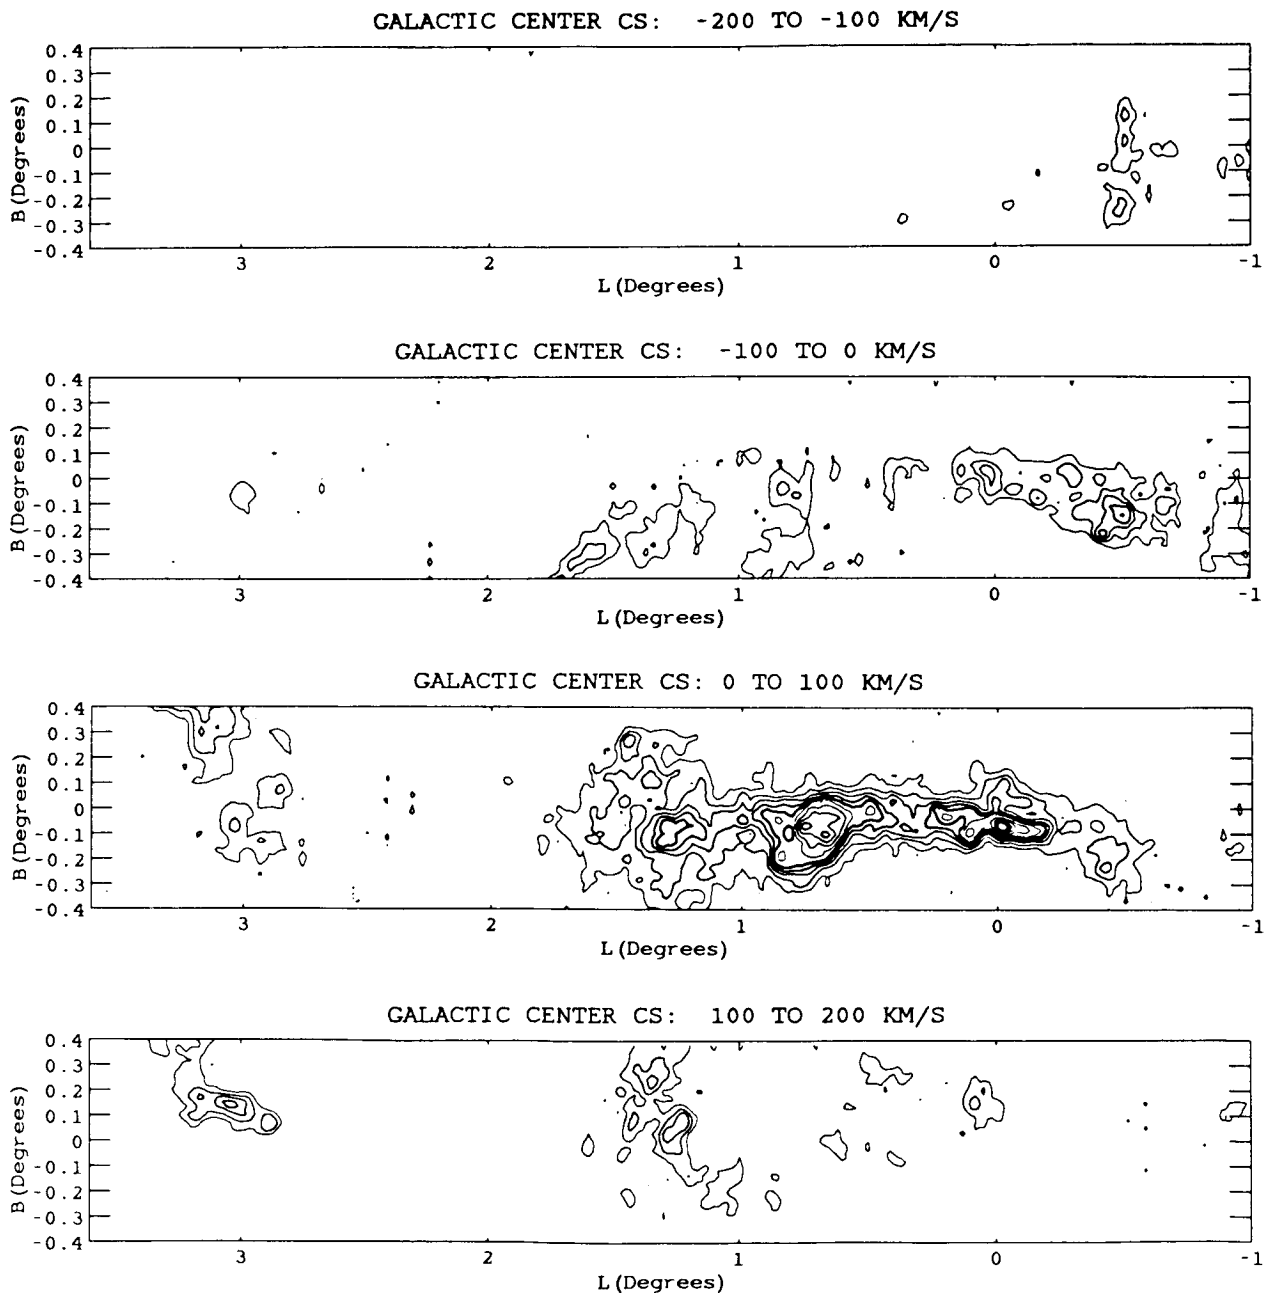 GALACTIC CENTER CS: -200 TO -100 KM/S
0.4
0.3
0.2
0.1
0
-0.1
-0.2
-0.3
-0.4
B(Degrees)
3 2 1 0 -1
L(Degrees)
GALACTIC CENTER CS: -100 TO 0 KM/S
0.4
0.3
0.2
0.1
0
-0.1
-0.2
-0.3
-0.4
B(Degrees)
3 2 1 0 -1
L(Degrees)
GALACTIC CENTER CS: 0 TO 100 KM/S
0.4
0.3
0.2
0.1
0
-0.1
-0.2
-0.3
-0.4
B(Degrees)
3 2 1 0 -1
L(Degrees)
GALACTIC CENTER CS: 100 TO 200 KM/S
0.4
0.3
0.2
0.1
0
-0.1
-0.2
-0.3
-0.4
B(Degrees)
3 2 1 0 -1
L(Degrees)